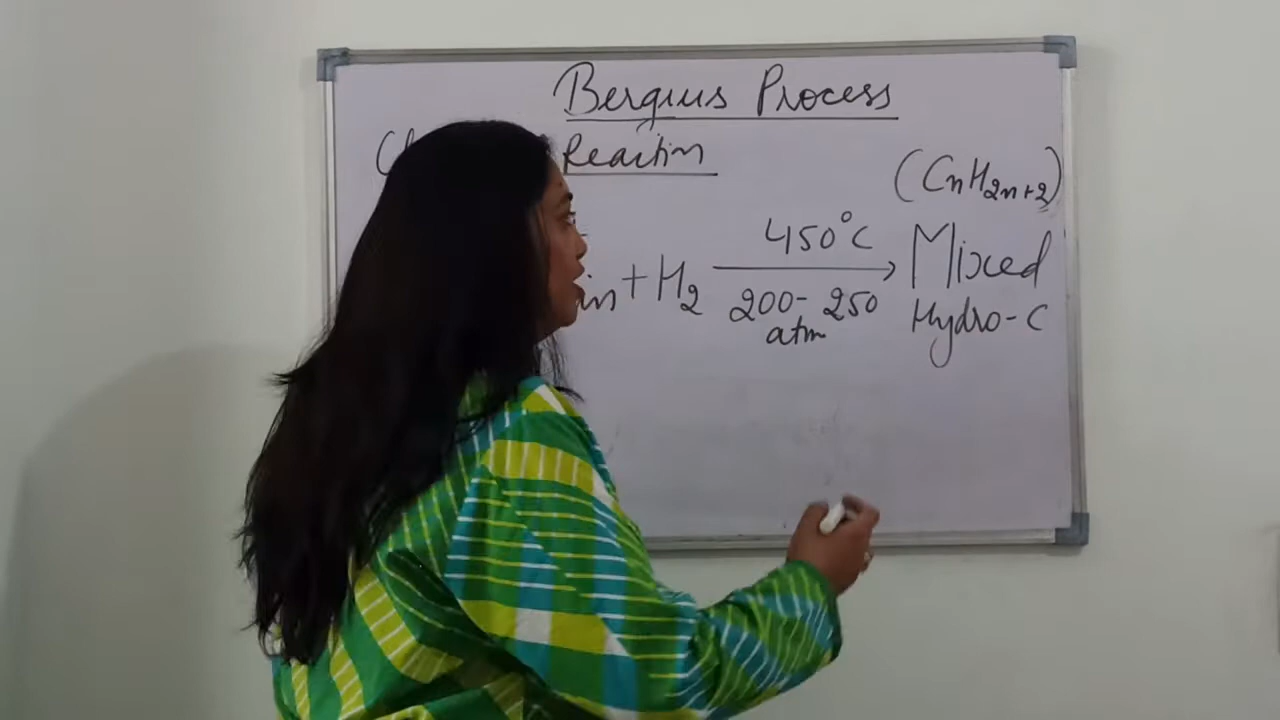 Bergius Process
Reaction
(CnH2n+2)
450°C
+ H2 → Mixed
200-250 Hydro-C
atm